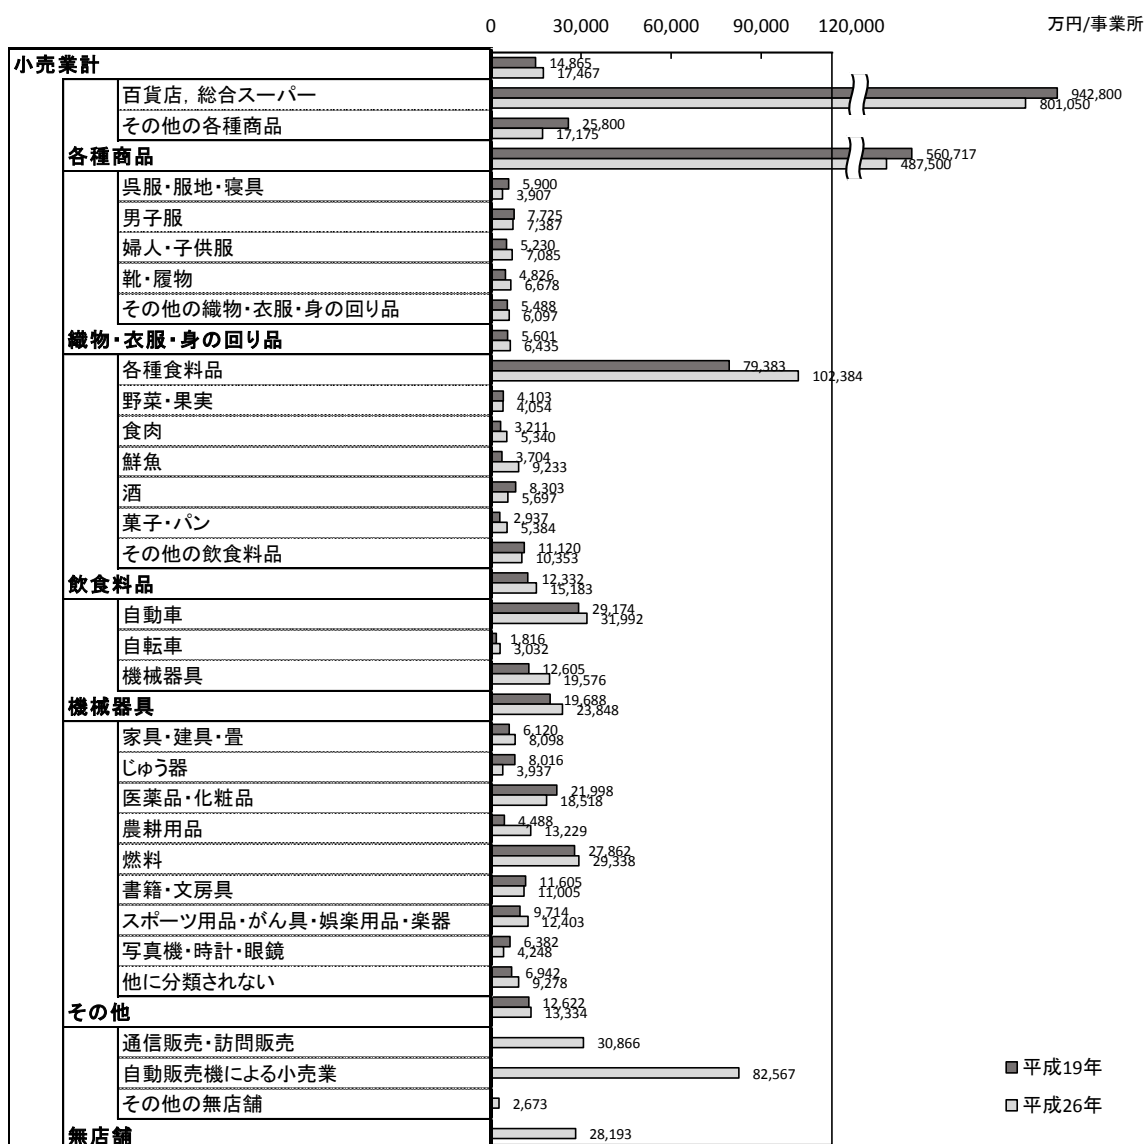 0 30,000 60,000 90,000 120,000 万円/事業所
小売業計 14,865
17,467
百貨店，総合スーパー 942,800
801,050
その他の各種商品 25,800
17,175
各種商品 560,717
487,500
呉服・服地・寝具 5,900
3,907
男子服 7,725
7,387
婦人・子供服 5,230
7,085
靴・履物 4,826
6,678
その他の織物・衣服・身の回り品 5,488
6,097
織物・衣服・身の回り品 5,601
6,435
各種食料品 79,383
102,384
野菜・果実 4,103
4,054
食肉 3,211
5,340
鮮魚 3,704
9,233
酒 8,303
5,697
菓子・パン 2,937
5,384
その他の飲食料品 11,120
10,353
飲食料品 12,332
15,183
自動車 29,174
31,992
自転車 1,816
3,032
機械器具 12,605
19,576
機械器具 19,688
23,848
家具・建具・畳 6,120
8,098
じゅう器 8,016
3,937
医薬品・化粧品 21,998
18,518
農耕用品 4,488
13,229
燃料 27,862
29,338
書籍・文房具 11,605
11,005
スポーツ用品・がん具・娯楽用品・楽器 9,714
12,403
写真機・時計・眼鏡 6,382
4,248
他に分類されない 6,942
9,278
その他 12,622
13,334
通信販売・訪問販売 30,866
自動販売機による小売業 82,567
その他の無店舗 2,673
無店舗 28,193
平成19年
平成26年